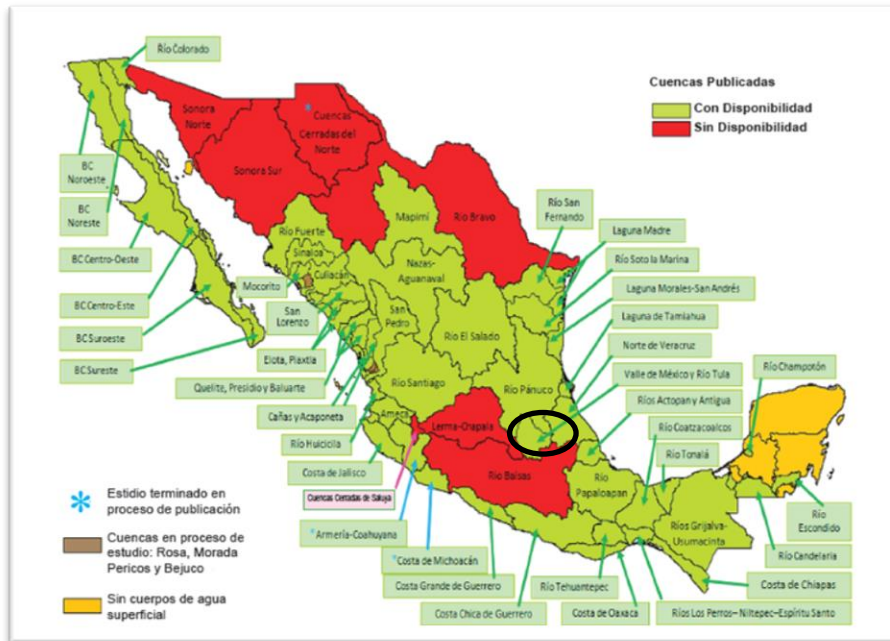 Río Colorado
Cuencas Publicadas
Con Disponibilidad
Sin Disponibilidad
Sonora
Norte
Cuencas
Cerradas del
Norte
Sonora Sur
BC
Noroeste
BC
Noreste
Río Bravo
Mapimí
Río San
Fernando
Laguna Madre
Río Fuerte
Sinaloa
Culiacán
Nazas-
Aguanaval
BC Centro-Oeste
Mocorito
Río Soto la Marina
BC Centro-Este
San
Lorenzo
San
Pedro
Laguna Morales-San Andrés
BC Suroeste
Elota, Piaxtla
Río El Salado
Laguna de Tamiahua
BC Sureste
Norte de Veracruz
Quelite, Presidio y Baluarte
Río Santiago
Río Pánuco
Valle de México y Río Tula
Río Champotón
Cañas y Acaponeta
Ameca
Lerma-Chapala
Ríos Actopan y Antigua
Río Huicicila
Río Coatzacoalcos
Costa de Jalisco
Río Balsas
Río
Papaloapan
Río Tonalá
Estidio terminado en
proceso de publicación
Cuencas Cerradas de Saluya
Río
Escondido
*Armería-Coahuyana
Ríos Grijalva-
Usumacinta
Cuencas en proceso de
estudio: Rosa, Morada
Pericos y Bejuco
*Costa de Michoacán
Río Candelaria
Costa Grande de Guerrero
Río Tehuantepec
Costa de Chiapas
Sin cuerpos de agua
superficial
Costa Chica de Guerrero
Costa de Oaxaca
Ríos Los Perros– Niltepec–Espíritu Santo